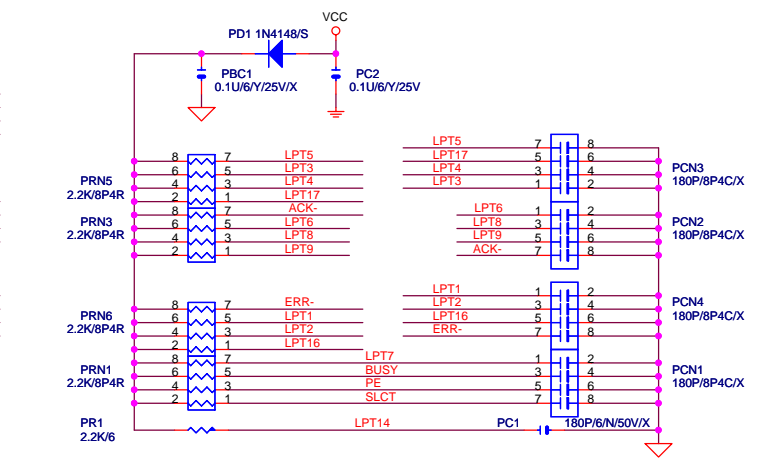 VCC
PD1 1N4148/S
PBC1
0.1U/6/Y/25V/X
PC2
0.1U/6/Y/25V
LPT5 7 8
8 7 LPT5 LPT17 5 6
6 5 LPT3 LPT4 3 4
4 3 LPT4 LPT3 1 2
2 1 LPT17
PRN5
2.2K/8P4R
PCN3
180P/8P4C/X
8 7 ACK- LPT6 1 2
6 5 LPT6 LPT8 3 4
4 3 LPT8 LPT9 5 6
2 1 LPT9 ACK- 7 8
PRN3
2.2K/8P4R
PCN2
180P/8P4C/X
LPT1 1 2
8 7 ERR- LPT2 3 4
6 5 LPT1 LPT16 5 6
4 3 LPT2 ERR- 7 8
2 1 LPT16
PRN6
2.2K/8P4R
PCN4
180P/8P4C/X
8 7 LPT7 1 2
6 5 BUSY 3 4
4 3 PE 5 6
2 1 SLCT 7 8
PRN1
2.2K/8P4R
PCN1
180P/8P4C/X
PR1
2.2K/6
LPT14
PC1
180P/6/N/50V/X